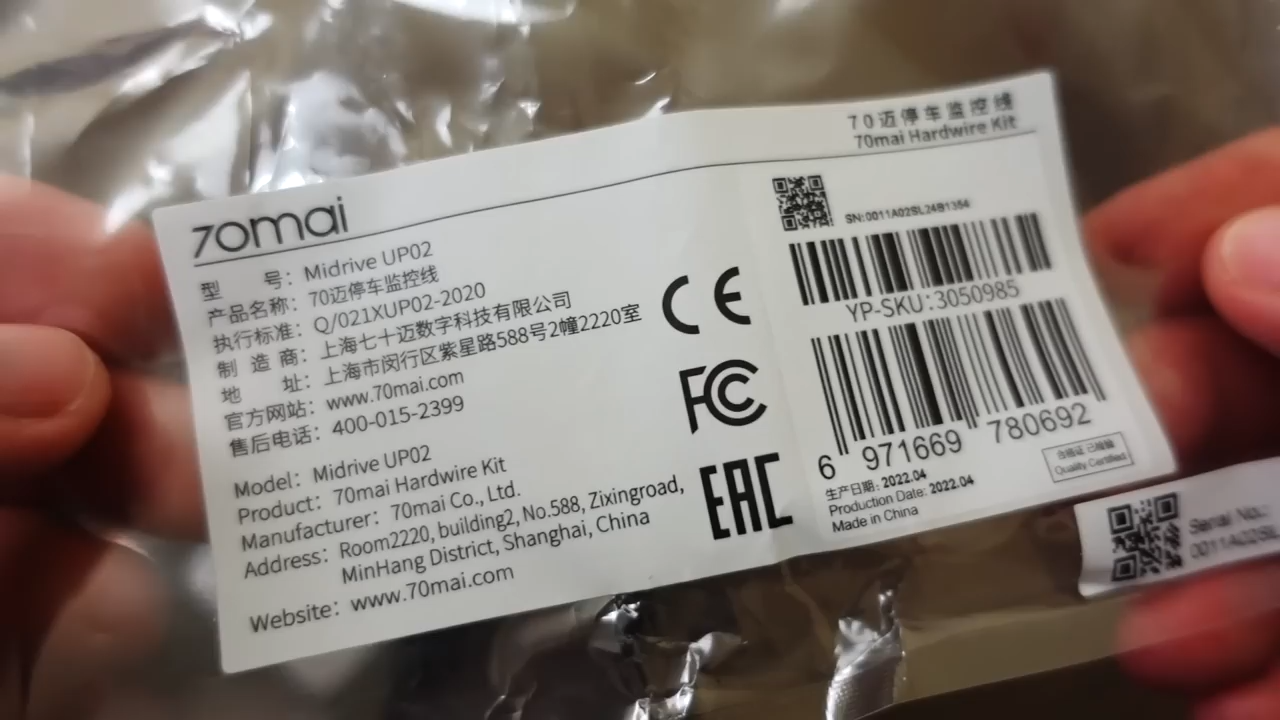 70迈停车监控线
70mai Hardwire Kit
70mai
型 号：Midrive UP02
产品名称：70迈停车监控线
执行标准：Q/021XUP02-2020
制 造 商：上海七十迈数字科技有限公司
地 址：上海市闵行区紫星路588号2幢2220室
官方网站：www.70mai.com
售后电话：400-015-2399
Model：Midrive UP02
Product：70mai Hardwire Kit
Manufacturer：70mai Co., Ltd.
Address：Room2220, building2, No.588, Zixingroad,
MinHang District, Shanghai, China
Website：www.70mai.com
CE
FC
EAC
SN:0011A02SL24B1354
YP-SKU:3050985
6 971669 780692
生产日期: 2022.04
Production Date: 2022.04
Made in China
合格证 已检验
Quality Certified
Serial No.:
0011A02SL